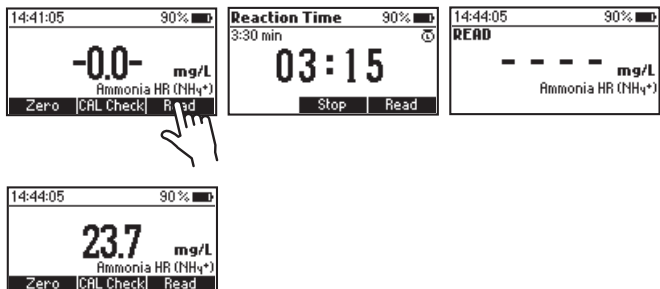 14:41:05 90%
-0.0- mg/L
Ammonia HR (NH4+)
Zero CAL Check Read
Reaction Time 90%
3:30 min
03:15
Stop Read
14:44:05 90%
READ
- - - - mg/L
Ammonia HR (NH4+)
14:44:05 90%
23.7 mg/L
Ammonia HR (NH4+)
Zero CAL Check Read